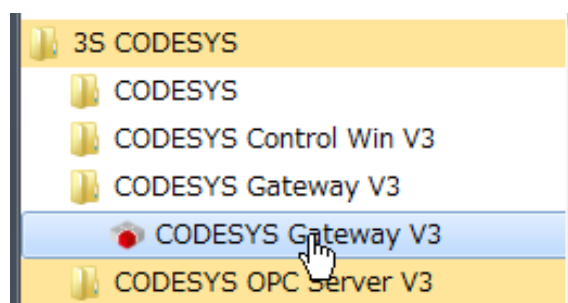 3S CODESYS
CODESYS
CODESYS Control Win V3
CODESYS Gateway V3
CODESYS Gateway V3
CODESYS OPC Server V3